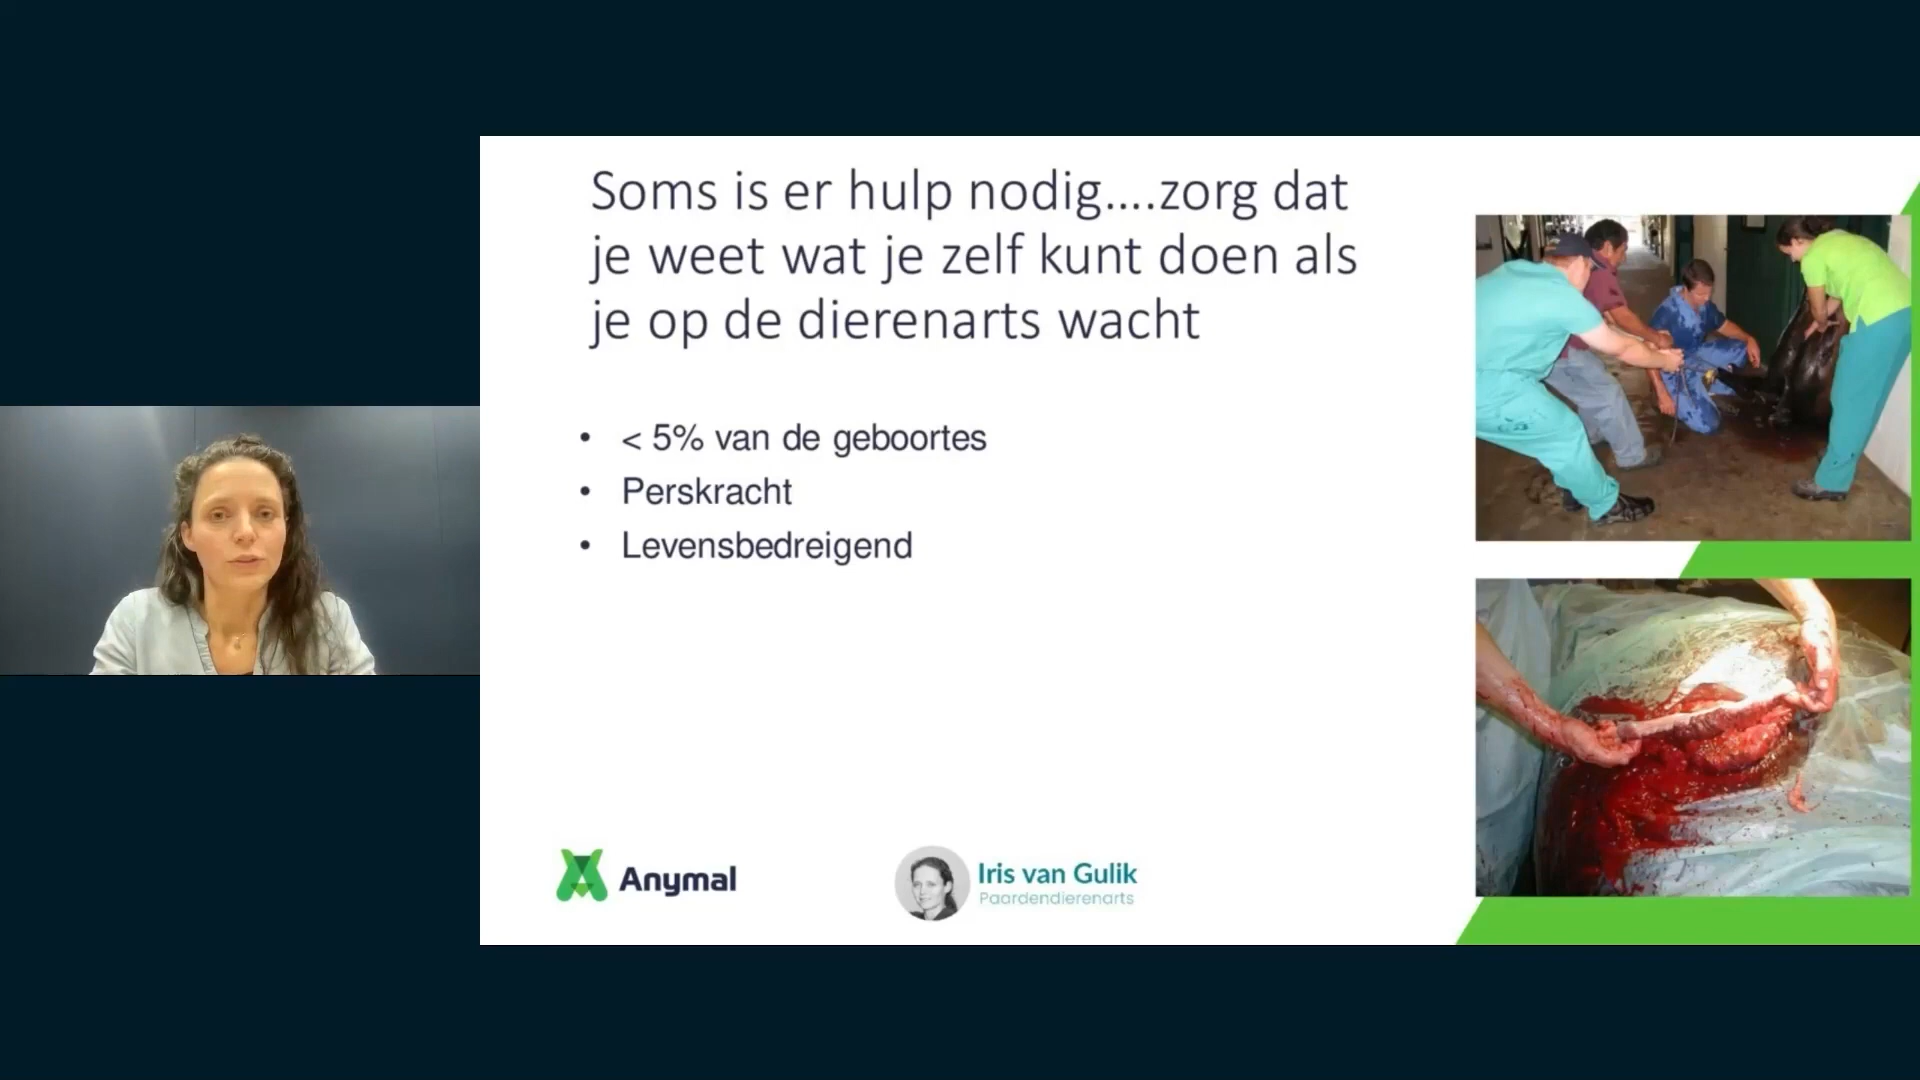 Soms is er hulp nodig....zorg dat
je weet wat je zelf kunt doen als
je op de dierenarts wacht
• < 5% van de geboortes
• Perskracht
• Levensbedreigend
Anymal
Iris van Gulik
Paardendierenarts